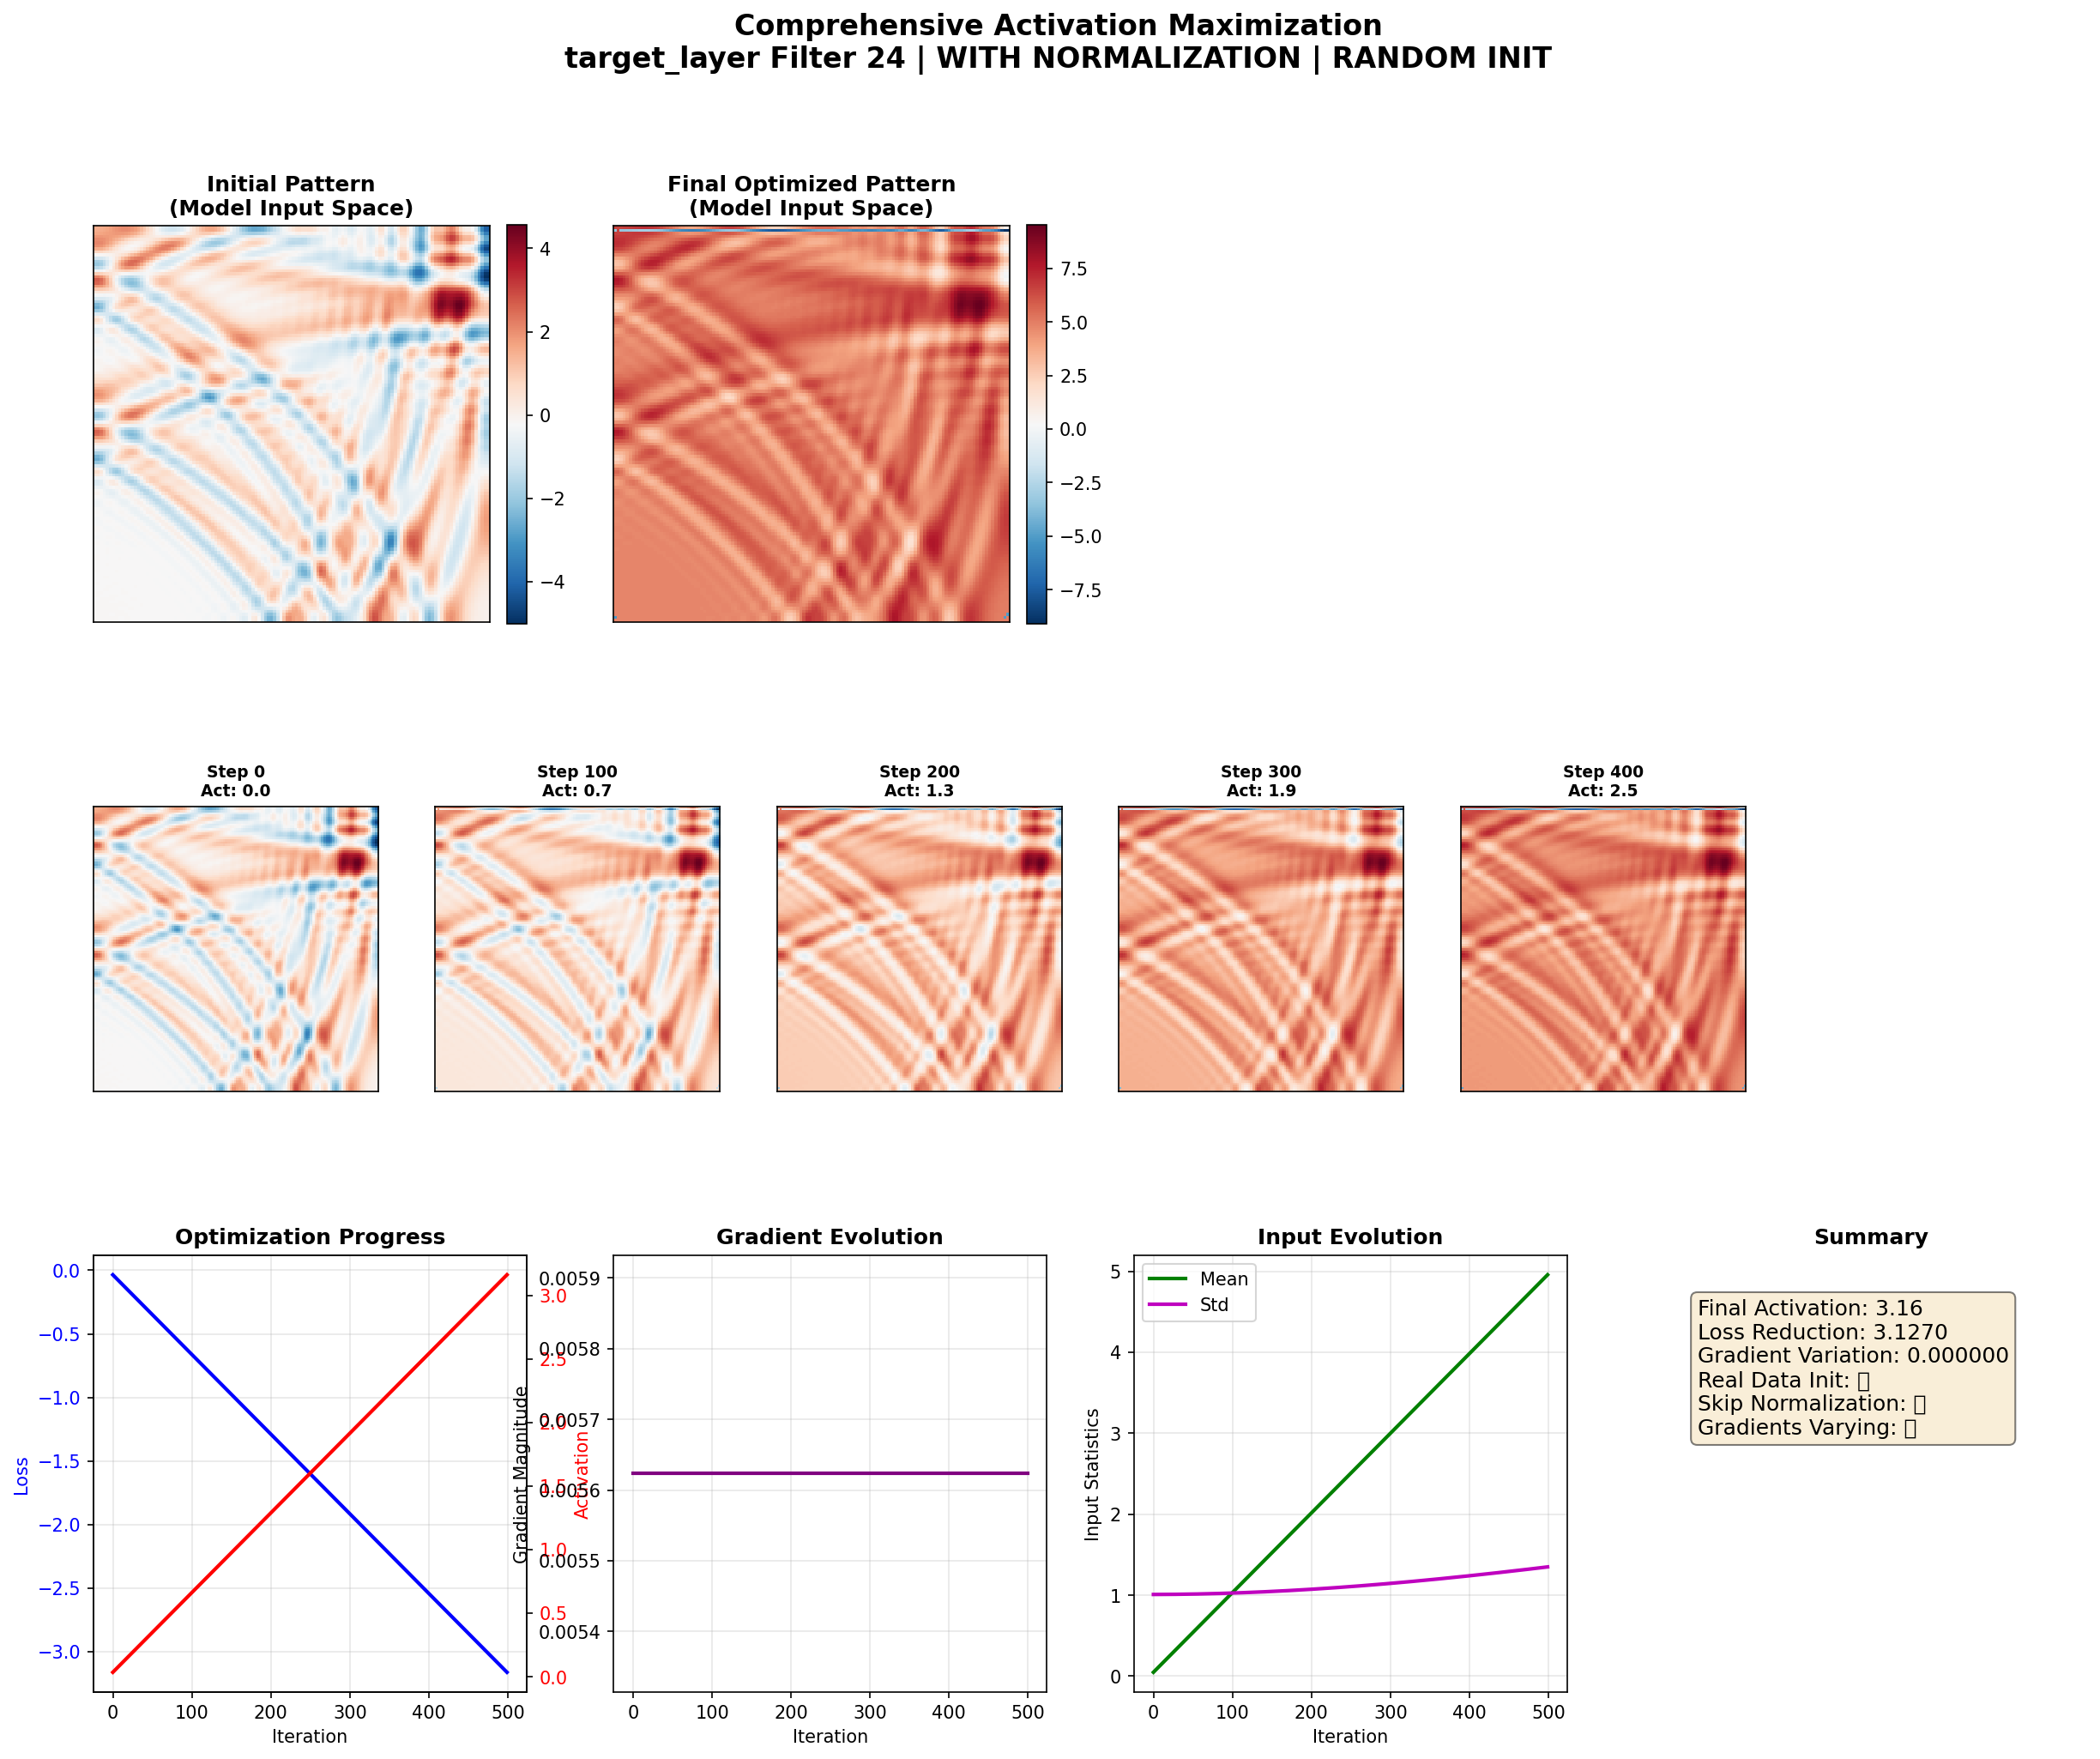 Comprehensive Activation Maximization
target_layer Filter 24 | WITH NORMALIZATION | RANDOM INIT
Initial Pattern
(Model Input Space)
4
2
0
−2
−4
Final Optimized Pattern
(Model Input Space)
7.5
5.0
2.5
0.0
−2.5
−5.0
−7.5
Step 0
Act: 0.0
Step 100
Act: 0.7
Step 200
Act: 1.3
Step 300
Act: 1.9
Step 400
Act: 2.5
Optimization Progress
Loss
0.0
−0.5
−1.0
−1.5
−2.0
−2.5
−3.0
0 100 200 300 400 500
Iteration
3.0
2.5
2.0
1.5
1.0
0.5
0.0
Activation
Gradient Evolution
Gradient Magnitude
0.0059
0.0058
0.0057
0.0056
0.0055
0.0054
0 100 200 300 400 500
Iteration
Input Evolution
Mean
Std
Input Statistics
5
4
3
2
1
0
0 100 200 300 400 500
Iteration
Summary
Final Activation: 3.16
Loss Reduction: 3.1270
Gradient Variation: 0.000000
Real Data Init:
Skip Normalization:
Gradients Varying: